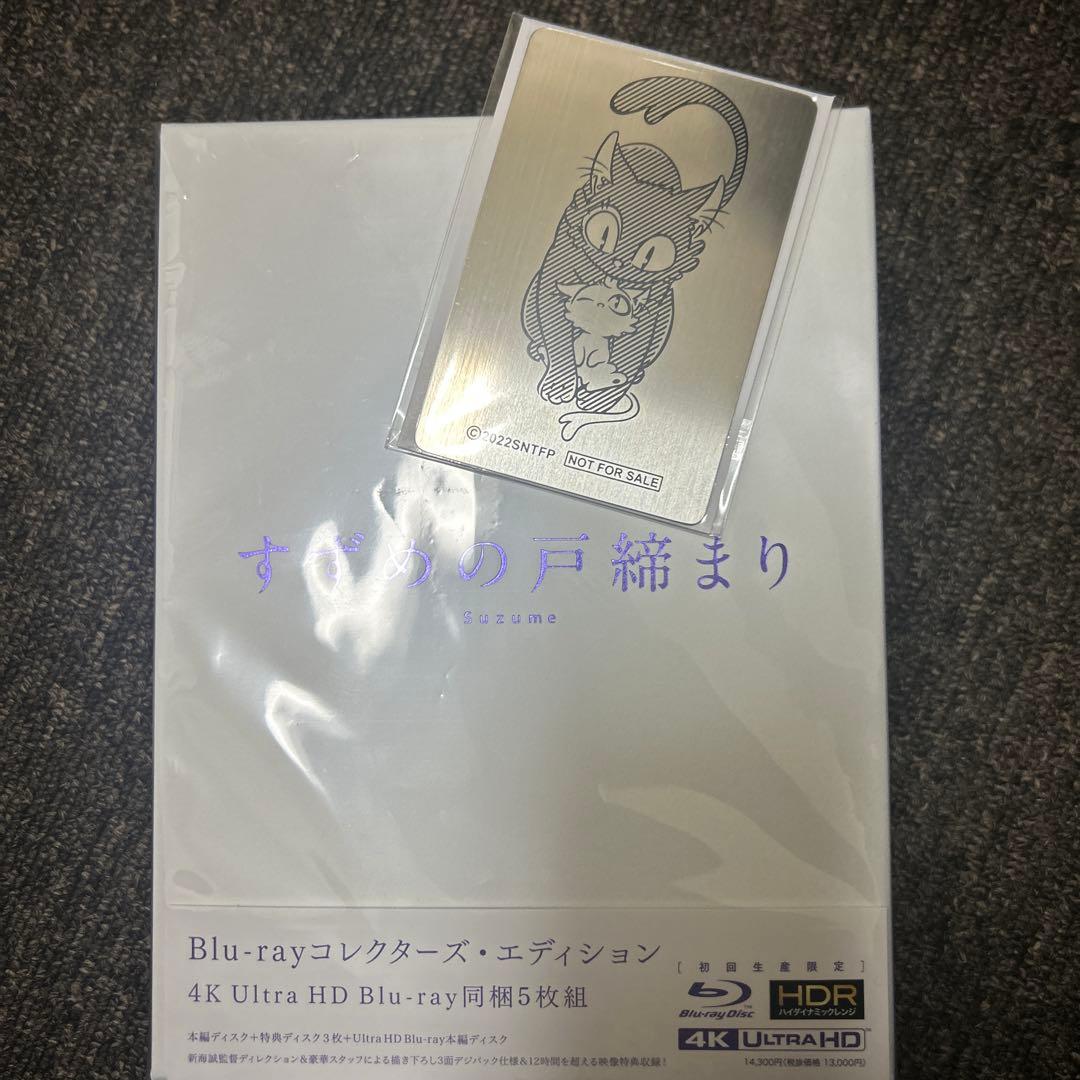 ©2022SNTFP NOT FOR SALE
すずめの戸締まり
Suzume
Blu-rayコレクターズ・エディション
[初回生産限定]
4K Ultra HD Blu-ray同梱5枚組
Blu-ray Disc™
HDR
ハイダイナミックレンジ
本編ディスク+特典ディスク3枚+Ultra HD Blu-ray本編ディスク
4K ULTRA HD™
新海誠監督ディレクション&豪華スタッフによる描き下ろし3面デジパック仕様&12時間を超える映像特典収録!
14,300円(税抜価格 13,000円)